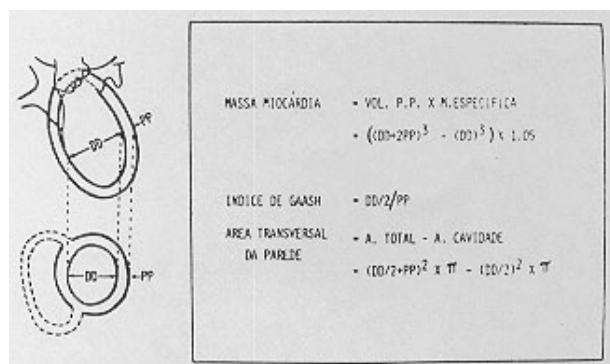 PP
DD
DD
PP
MASSA MIOCÁRDIA = VOL. P.P. X M.ESPECIFICA
= ((DD+2PP)³ - (DD)³) x 1.05
INDICE DE GAASH = DD/2/PP
AREA TRANSVERSAL = A. TOTAL - A. CAVIDADE
DA PAREDE
= (DD/2+PP)² x π - (DD/2)² x π